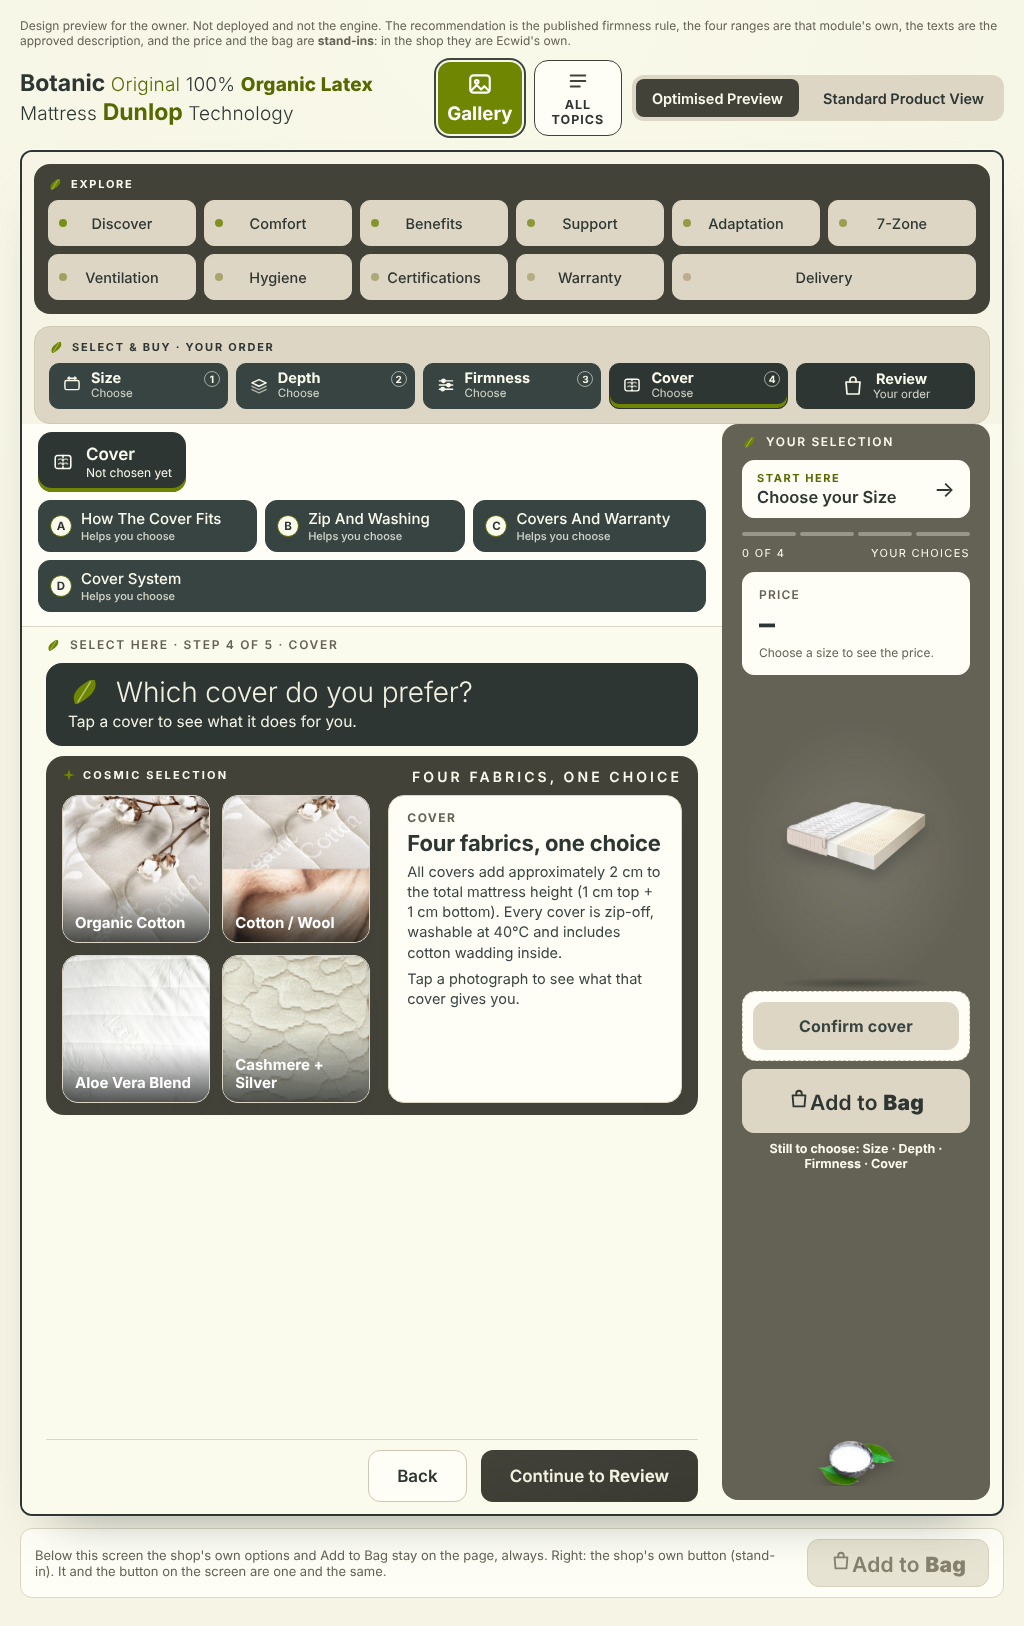 Design preview for the owner. Not deployed and not the engine. The recommendation is the published firmness rule, the four ranges are that module's own, the texts are the
approved description, and the price and the bag are stand-ins: in the shop they are Ecwid's own.
Botanic Original 100% Organic Latex
Mattress Dunlop Technology
Gallery
ALL
TOPICS
Optimised Preview
Standard Product View
EXPLORE
Discover
Comfort
Benefits
Support
Adaptation
7-Zone
Ventilation
Hygiene
Certifications
Warranty
Delivery
SELECT & BUY · YOUR ORDER
Size
Choose
1
Depth
Choose
2
Firmness
Choose
3
Cover
Choose
4
Review
Your order
Cover
Not chosen yet
A
How The Cover Fits
Helps you choose
B
Zip And Washing
Helps you choose
C
Covers And Warranty
Helps you choose
D
Cover System
Helps you choose
SELECT HERE · STEP 4 OF 5 · COVER
Which cover do you prefer?
Tap a cover to see what it does for you.
COSMIC SELECTION
FOUR FABRICS, ONE CHOICE
Organic Cotton
Cotton / Wool
Aloe Vera Blend
Cashmere +
Silver
COVER
Four fabrics, one choice
All covers add approximately 2 cm to
the total mattress height (1 cm top +
1 cm bottom). Every cover is zip-off,
washable at 40°C and includes
cotton wadding inside.
Tap a photograph to see what that
cover gives you.
Back
Continue to Review
YOUR SELECTION
START HERE
Choose your Size
0 OF 4
YOUR CHOICES
PRICE
–
Choose a size to see the price.
Confirm cover
Add to Bag
Still to choose: Size · Depth ·
Firmness · Cover
Below this screen the shop's own options and Add to Bag stay on the page, always. Right: the shop's own button (stand-
in). It and the button on the screen are one and the same.
Add to Bag